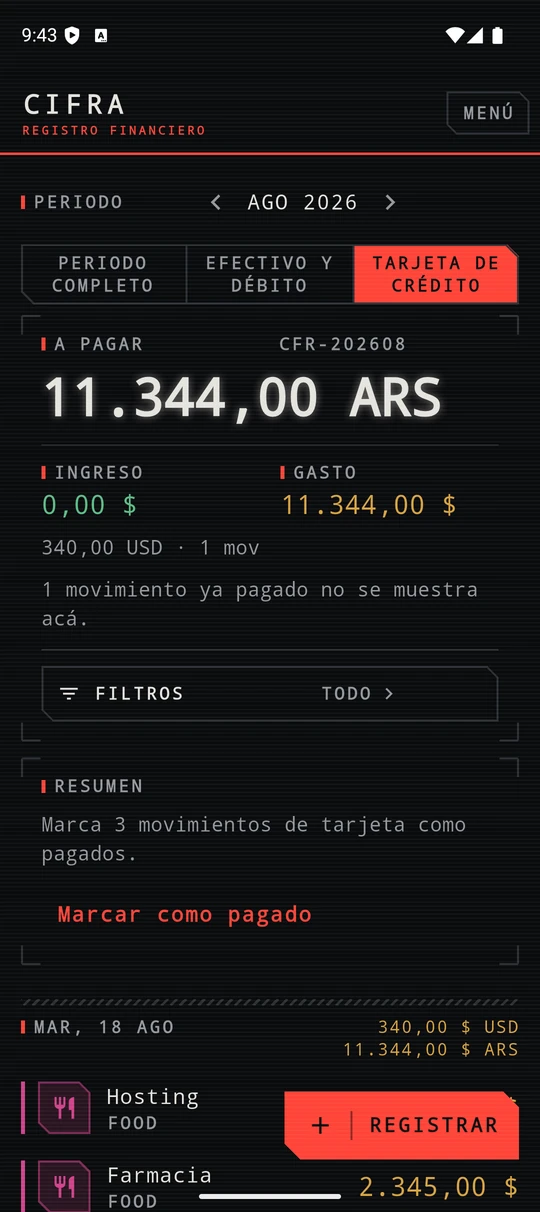 9:43
CIFRA
REGISTRO FINANCIERO
MENÚ
PERIODO
AGO 2026
PERIODO COMPLETO
EFECTIVO Y DÉBITO
TARJETA DE CRÉDITO
A PAGAR
CFR-202608
11.344,00 ARS
INGRESO
GASTO
0,00 $
11.344,00 $
340,00 USD · 1 mov
1 movimiento ya pagado no se muestra
acá.
FILTROS
TODO
RESUMEN
Marca 3 movimientos de tarjeta como
pagados.
Marcar como pagado
MAR, 18 AGO
340,00 $ USD
11.344,00 $ ARS
Hosting
FOOD
+ REGISTRAR
Farmacia
FOOD
2.345,00 $